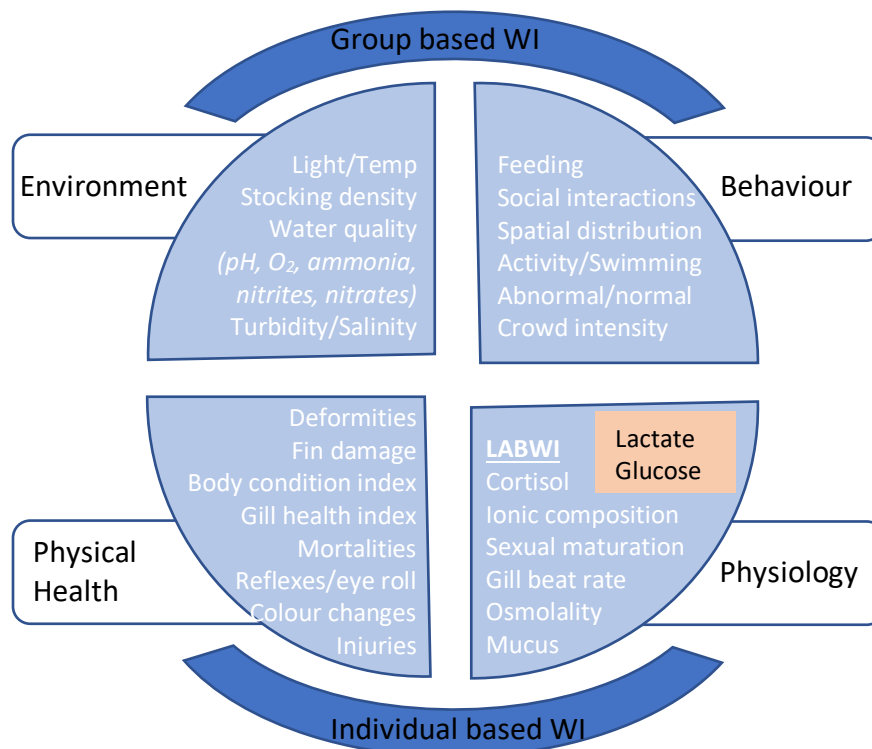 Group based WI
Environment
Light/Temp
Stocking density
Water quality
(pH, O₂, ammonia,
nitrites, nitrates)
Turbidity/Salinity
Feeding
Social interactions
Spatial distribution
Activity/Swimming
Abnormal/normal
Crowd intensity
Behaviour
Physical
Health
Deformities
Fin damage
Body condition index
Gill health index
Mortalities
Reflexes/eye roll
Colour changes
Injuries
LABWI
Cortisol
Ionic composition
Sexual maturation
Gill beat rate
Osmolality
Mucus
Lactate
Glucose
Physiology
Individual based WI